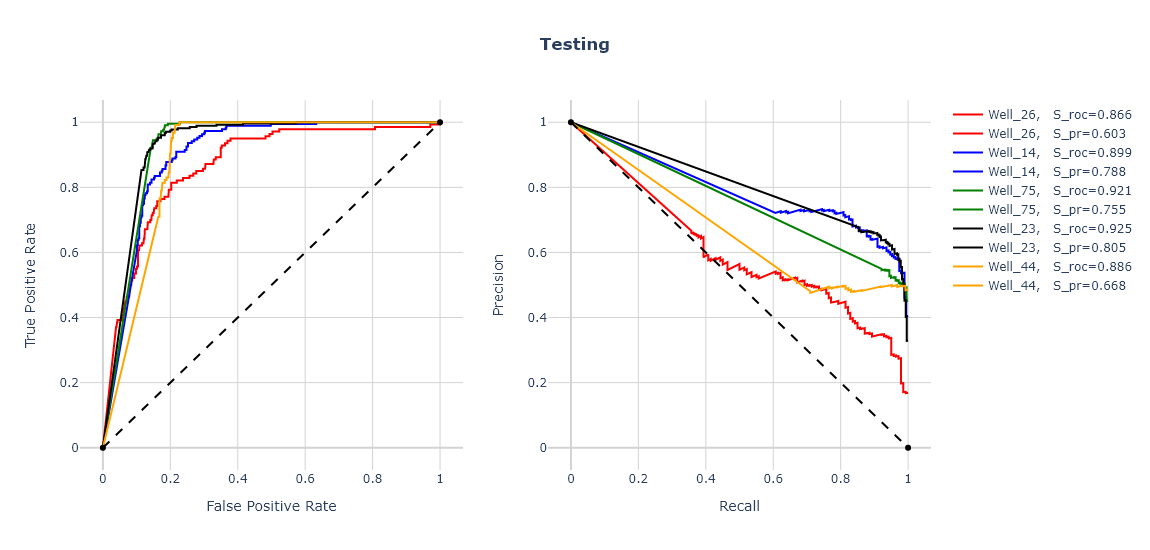 Testing
1
0.8
0.6
0.4
0.2
0
0
0.2
0.4
0.6
0.8
1
True Positive Rate
False Positive Rate
1
0.8
0.6
0.4
0.2
0
0
0.2
0.4
0.6
0.8
1
Precision
Recall
Well_26, S_roc=0.866
Well_26, S_pr=0.603
Well_14, S_roc=0.899
Well_14, S_pr=0.788
Well_75, S_roc=0.921
Well_75, S_pr=0.755
Well_23, S_roc=0.925
Well_23, S_pr=0.805
Well_44, S_roc=0.886
Well_44, S_pr=0.668